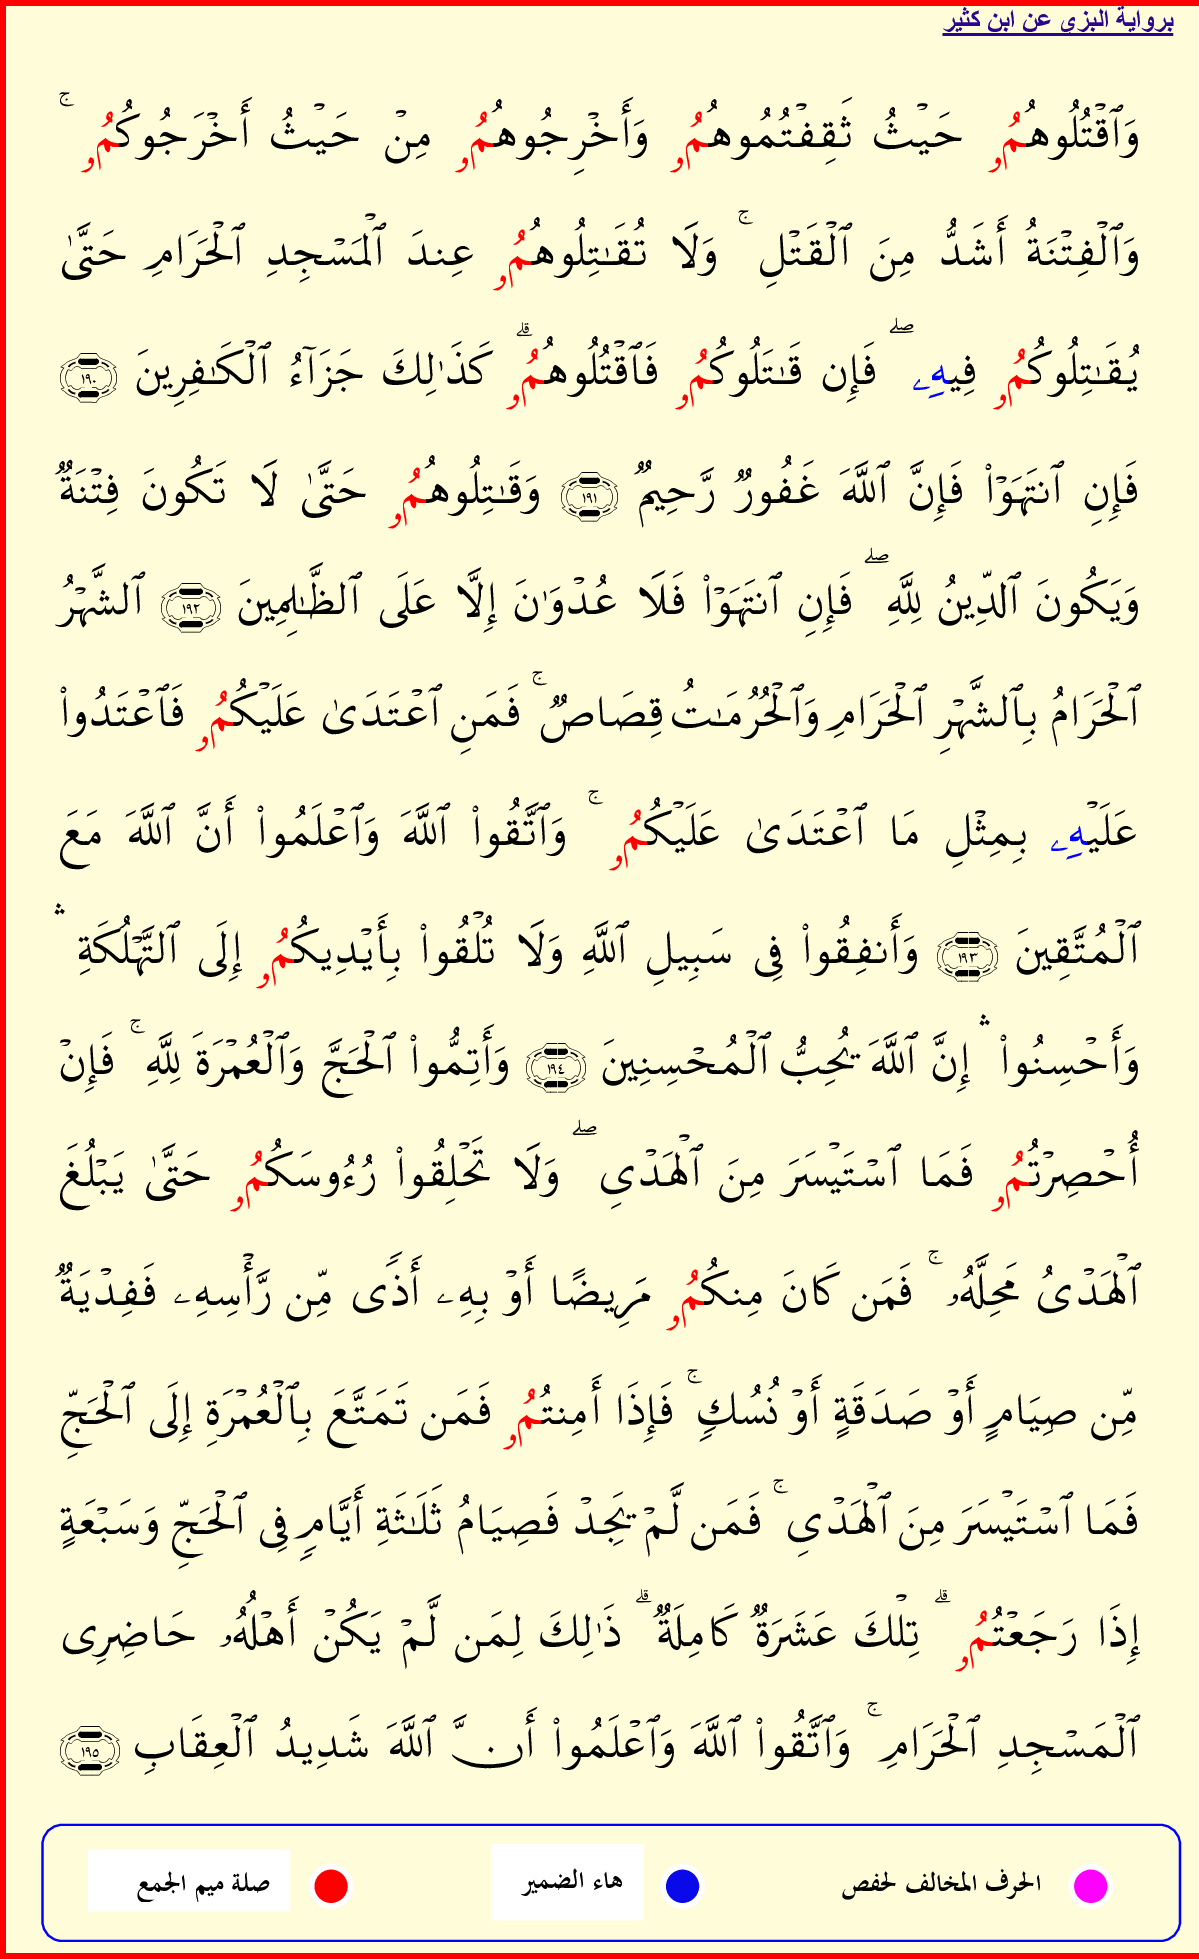 برواية البزي عن ابن كثير
وَٱقْتُلُوهُمُۥ حَيْثُ ثَقِفْتُمُوهُمُۥ وَأَخْرِجُوهُمُۥ مِنْ حَيْثُ أَخْرَجُوكُمُۥ ۚ
وَٱلْفِتْنَةُ أَشَدُّ مِنَ ٱلْقَتْلِ ۚ وَلَا تُقَـٰتِلُوهُمُۥ عِندَ ٱلْمَسْجِدِ ٱلْحَرَامِ حَتَّىٰ
يُقَـٰتِلُوكُمُۥ فِيهِۦ ۖ فَإِن قَـٰتَلُوكُمُۥ فَٱقْتُلُوهُمُۥ ۗ كَذَٰلِكَ جَزَآءُ ٱلْكَـٰفِرِينَ ١٩٠
فَإِنِ ٱنتَهَوْا۟ فَإِنَّ ٱللَّهَ غَفُورٌ رَّحِيمٌ ١٩١ وَقَـٰتِلُوهُمُۥ حَتَّىٰ لَا تَكُونَ فِتْنَةٌ
وَيَكُونَ ٱلدِّينُ لِلَّهِ ۖ فَإِنِ ٱنتَهَوْا۟ فَلَا عُدْوَٰنَ إِلَّا عَلَى ٱلظَّـٰلِمِينَ ١٩٢ ٱلشَّهْرُ
ٱلْحَرَامُ بِٱلشَّهْرِ ٱلْحَرَامِ وَٱلْحُرُمَـٰتُ قِصَاصٌ ۚ فَمَنِ ٱعْتَدَىٰ عَلَيْكُمُۥ فَٱعْتَدُوا۟
عَلَيْهِۦ بِمِثْلِ مَا ٱعْتَدَىٰ عَلَيْكُمُۥ ۚ وَٱتَّقُوا۟ ٱللَّهَ وَٱعْلَمُوا۟ أَنَّ ٱللَّهَ مَعَ
ٱلْمُتَّقِينَ ١٩٣ وَأَنفِقُوا۟ فِى سَبِيلِ ٱللَّهِ وَلَا تُلْقُوا۟ بِأَيْدِيكُمُۥ إِلَى ٱلتَّهْلُكَةِ ۛ
وَأَحْسِنُوا۟ ۛ إِنَّ ٱللَّهَ يُحِبُّ ٱلْمُحْسِنِينَ ١٩٤ وَأَتِمُّوا۟ ٱلْحَجَّ وَٱلْعُمْرَةَ لِلَّهِ ۚ فَإِنْ
أُحْصِرْتُمُۥ فَمَا ٱسْتَيْسَرَ مِنَ ٱلْهَدْىِ ۖ وَلَا تَحْلِقُوا۟ رُءُوسَكُمُۥ حَتَّىٰ يَبْلُغَ
ٱلْهَدْىُ مَحِلَّهُۥ ۚ فَمَن كَانَ مِنكُمُۥ مَرِيضًا أَوْ بِهِۦ أَذًى مِّن رَّأْسِهِۦ فَفِدْيَةٌ
مِّن صِيَامٍ أَوْ صَدَقَةٍ أَوْ نُسُكٍ ۚ فَإِذَا أَمِنتُمُۥ فَمَن تَمَتَّعَ بِٱلْعُمْرَةِ إِلَى ٱلْحَجِّ
فَمَا ٱسْتَيْسَرَ مِنَ ٱلْهَدْىِ ۚ فَمَن لَّمْ يَجِدْ فَصِيَامُ ثَلَـٰثَةِ أَيَّامٍ فِى ٱلْحَجِّ وَسَبْعَةٍ
إِذَا رَجَعْتُمُۥ ۗ تِلْكَ عَشَرَةٌ كَامِلَةٌ ۗ ذَٰلِكَ لِمَن لَّمْ يَكُنْ أَهْلُهُۥ حَاضِرِى
ٱلْمَسْجِدِ ٱلْحَرَامِ ۚ وَٱتَّقُوا۟ ٱللَّهَ وَٱعْلَمُوا۟ أَنَّ ٱللَّهَ شَدِيدُ ٱلْعِقَابِ ١٩٥
الحرف المخالف لحفص هاء الضمير صلة ميم الجمع